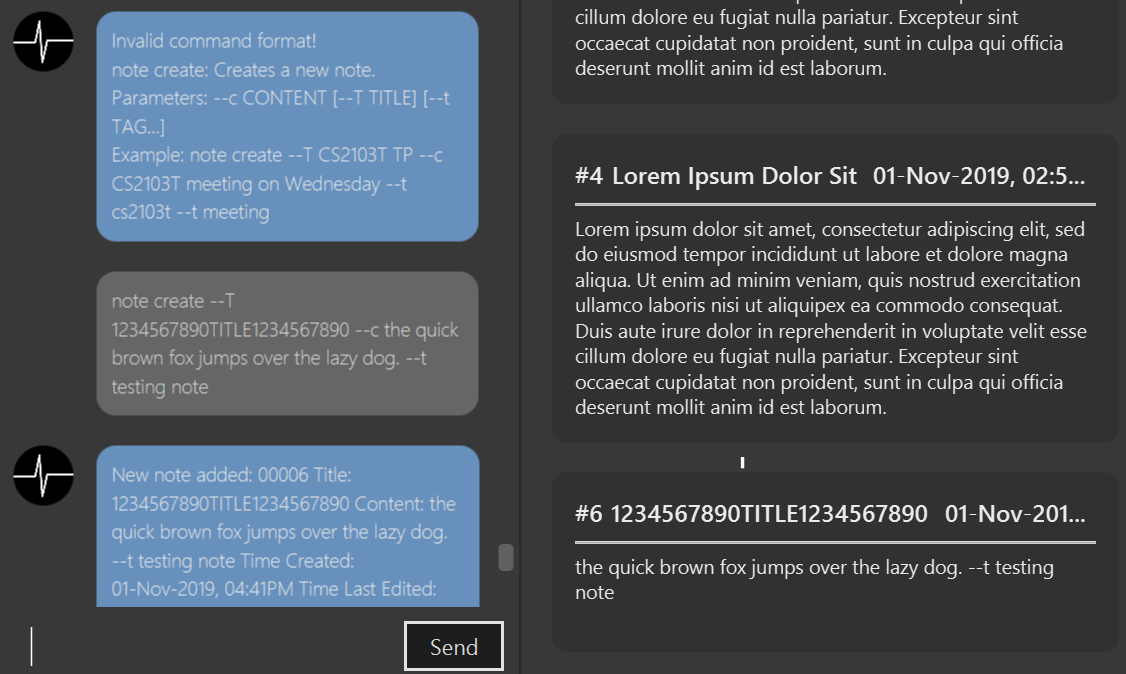 Invalid command format!
note create: Creates a new note.
Parameters: --c CONTENT [--T TITLE] [--t
TAG...]
Example: note create --T CS2103T TP --c
CS2103T meeting on Wednesday --t
cs2103t --t meeting
note create --T
1234567890TITLE1234567890 --c the quick
brown fox jumps over the lazy dog. --t
testing note
New note added: 00006 Title:
1234567890TITLE1234567890 Content: the
quick brown fox jumps over the lazy dog.
--t testing note Time Created:
01-Nov-2019, 04:41PM Time Last Edited:
Send
cillum dolore eu fugiat nulla pariatur. Excepteur sint
occaecat cupidatat non proident, sunt in culpa qui officia
deserunt mollit anim id est laborum.
#4 Lorem Ipsum Dolor Sit 01-Nov-2019, 02:5...
Lorem ipsum dolor sit amet, consectetur adipiscing elit, sed
do eiusmod tempor incididunt ut labore et dolore magna
aliqua. Ut enim ad minim veniam, quis nostrud exercitation
ullamco laboris nisi ut aliquipex ea commodo consequat.
Duis aute irure dolor in reprehenderit in voluptate velit esse
cillum dolore eu fugiat nulla pariatur. Excepteur sint
occaecat cupidatat non proident, sunt in culpa qui officia
deserunt mollit anim id est laborum.
#6 1234567890TITLE1234567890 01-Nov-201...
the quick brown fox jumps over the lazy dog. --t testing
note